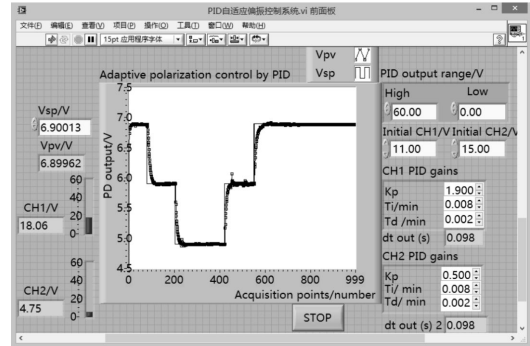 PID自适应偏振控制系统.vi 前面板
文件(F) 编辑(E) 查看(V) 项目(P) 操作(O) 工具(T) 窗口(W) 帮助(H)
15pt 应用程序字体
Vpv
Vsp
Adaptive polarization control by PID
PID output range/V
High Low
60.00 0.00
Initial CH1/V Initial CH2/V
11.00 15.00
CH1 PID gains
Kp 1.900
Ti/min 0.008
Td /min 0.002
dt out (s) 0.098
CH2 PID gains
Kp 0.500
Ti/ min 0.008
Td/ min 0.002
dt out (s) 2 0.098
Vsp/V
6.90013
Vpv/V
6.89962
60
40
20
0
CH1/V
18.06
60
40
20
0
CH2/V
4.75
PD output/V
7.5
7.0
6.5
6.0
5.5
5.0
4.5
0 200 400 600 800 999
Acquisition points/number
STOP